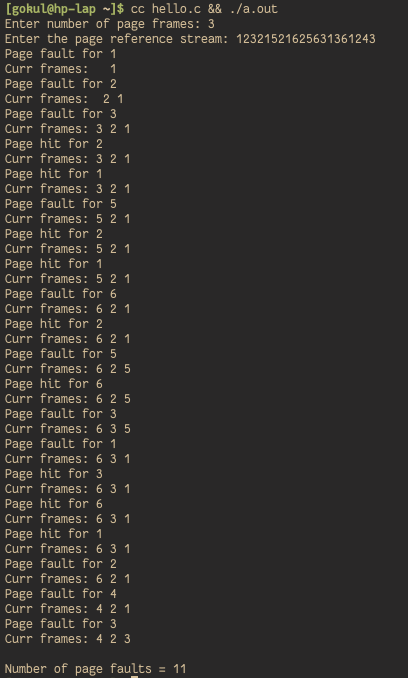 [gokul@hp-lap ~]$ cc hello.c && ./a.out
Enter number of page frames: 3
Enter the page reference stream: 12321521625631361243
Page fault for 1
Curr frames:   1
Page fault for 2
Curr frames:  2 1
Page fault for 3
Curr frames: 3 2 1
Page hit for 2
Curr frames: 3 2 1
Page hit for 1
Curr frames: 3 2 1
Page fault for 5
Curr frames: 5 2 1
Page hit for 2
Curr frames: 5 2 1
Page hit for 1
Curr frames: 5 2 1
Page fault for 6
Curr frames: 6 2 1
Page hit for 2
Curr frames: 6 2 1
Page fault for 5
Curr frames: 6 2 5
Page hit for 6
Curr frames: 6 2 5
Page fault for 3
Curr frames: 6 3 5
Page fault for 1
Curr frames: 6 3 1
Page hit for 3
Curr frames: 6 3 1
Page hit for 6
Curr frames: 6 3 1
Page hit for 1
Curr frames: 6 3 1
Page fault for 2
Curr frames: 6 2 1
Page fault for 4
Curr frames: 4 2 1
Page fault for 3
Curr frames: 4 2 3

Number of page faults = 11